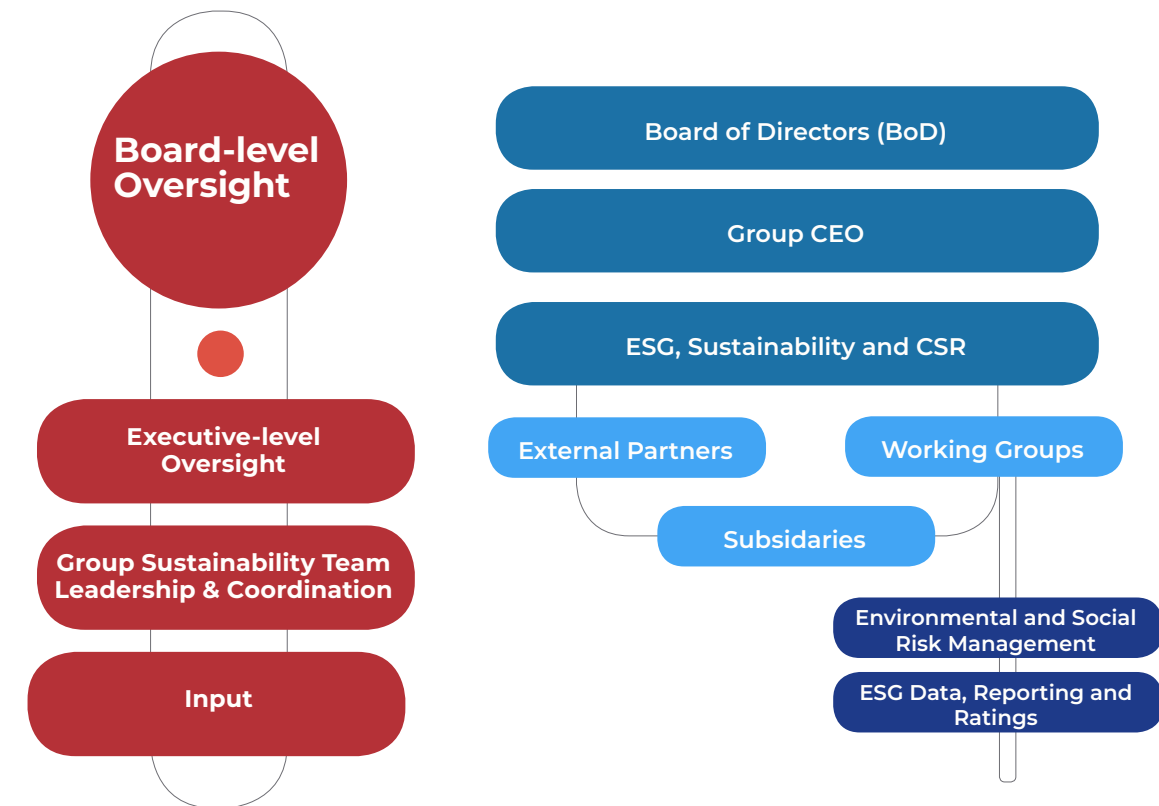 Board-level
Oversight
Executive-level
Oversight
Group Sustainability Team
Leadership & Coordination
Input
Board of Directors (BoD)
Group CEO
ESG, Sustainability and CSR
External Partners
Working Groups
Subsidaries
Environmental and Social
Risk Management
ESG Data, Reporting and
Ratings